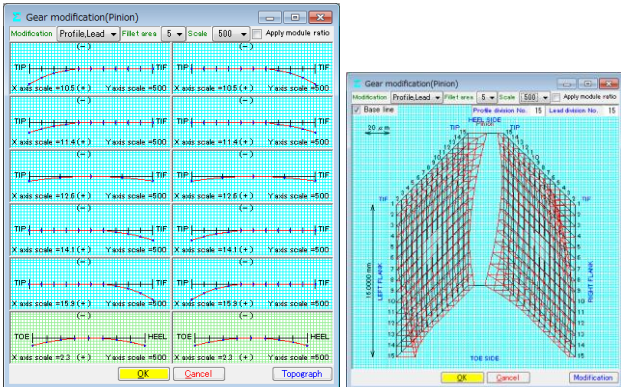 Gear modification(Pinion)
Modification Profile,Lead Fillet area 5 Scale 500 Apply module ratio
(-) (-)
TIP TIF TIP TIF
X axis scale =10.5 (+) Y axis scale =500 X axis scale =10.5 (+) Y axis scale =500
(-) (-)
TIP TIF TIP TIF
X axis scale =11.4 (+) Y axis scale =500 X axis scale =11.4 (+) Y axis scale =500
(-) (-)
TIP TIF TIP TIF
X axis scale =12.6 (+) Y axis scale =500 X axis scale =12.6 (+) Y axis scale =500
(-) (-)
TIP TIF TIP TIF
X axis scale =14.1 (+) Y axis scale =500 X axis scale =14.1 (+) Y axis scale =500
(-) (-)
TIP TIF TIP TIF
X axis scale =15.9 (+) Y axis scale =500 X axis scale =15.9 (+) Y axis scale =500
(-) (-)
TOE HEEL TOE HEEL
X axis scale =2.3 (+) Y axis scale =500 X axis scale =2.3 (+) Y axis scale =500
OK Cancel Topograph
Gear modification(Pinion)
Modification Profile,Lead Fillet area 5 Scale 500 Apply module ratio
Base line Profile division No. 15 Lead division No. 15
HEEL SIDE
20 μm Pinion
TIP TIP
TIF TIF
16.0000 mm
LEFT FLANK
RIGHT FLANK
TOE SIDE
OK Cancel Modification